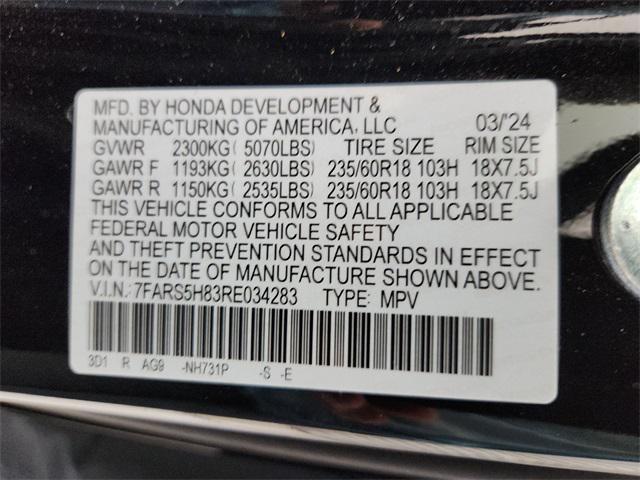 MFD. BY HONDA DEVELOPMENT &
MANUFACTURING OF AMERICA, LLC 03/'24
GVWR 2300KG( 5070LBS) TIRE SIZE RIM SIZE
GAWR F 1193KG( 2630LBS) 235/60R18 103H 18X7.5J
GAWR R 1150KG( 2535LBS) 235/60R18 103H 18X7.5J
THIS VEHICLE CONFORMS TO ALL APPLICABLE
FEDERAL MOTOR VEHICLE SAFETY
AND THEFT PREVENTION STANDARDS IN EFFECT
ON THE DATE OF MANUFACTURE SHOWN ABOVE.
V.I.N.:7FARS5H83RE034283 TYPE: MPV
3D1 R AG9 -NH731P -S -E